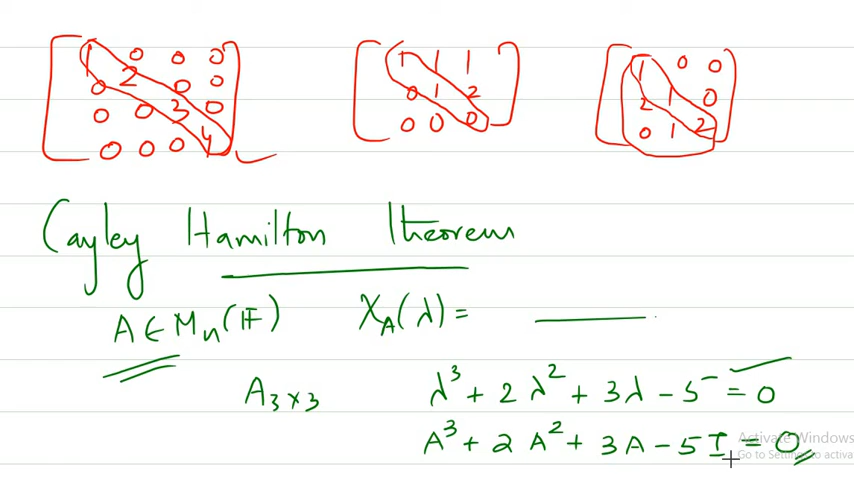 1 0 0 0
0 2 0 0
0 0 3 0
0 0 0 4
1 1 1
0 1 2
0 0 0
1 0 0
2 1 0
0 1 2
Cayley Hamilton Theorem
A ∈ Mn(F) χA(λ) =
A3×3 λ³ + 2λ² + 3λ - 5 = 0
A³ + 2A² + 3A - 5I = 0
Activate Windows
Go to Settings to activa